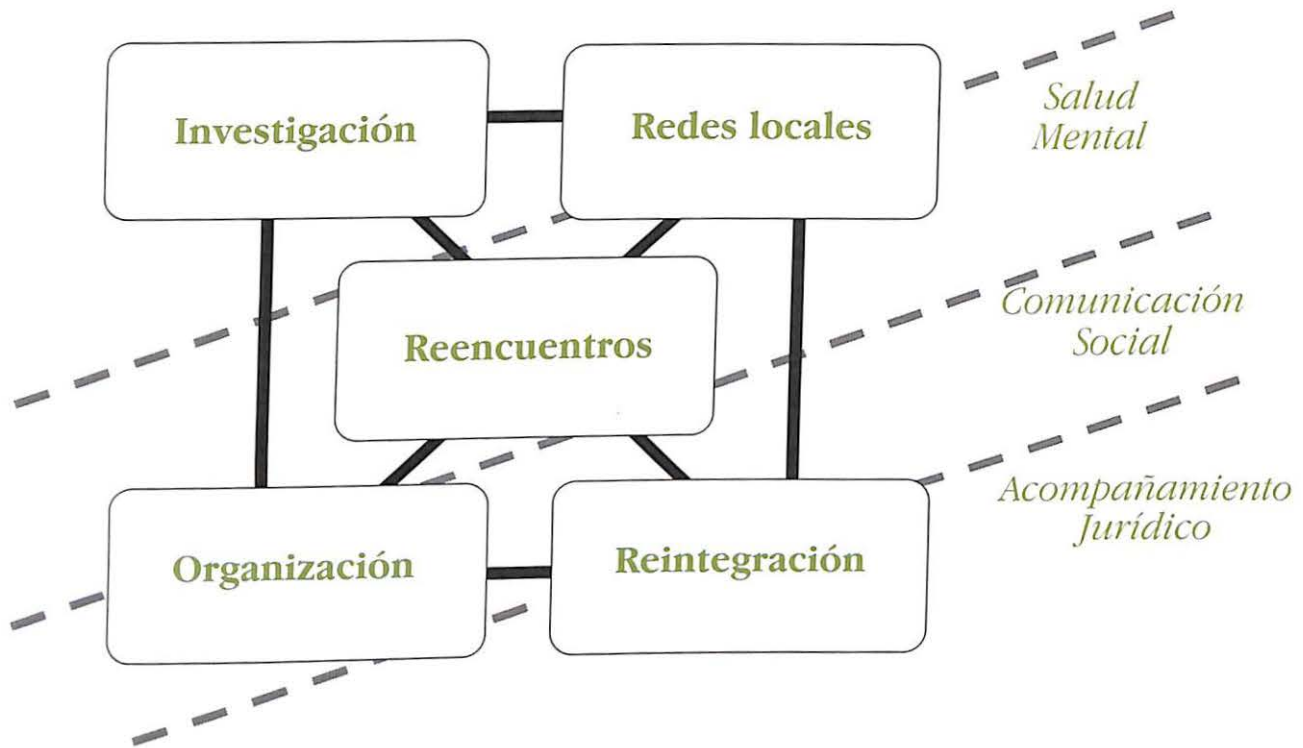 Investigación
Redes locales
Salud
Mental
Reencuentros
Comunicación
Social
Organización
Reintegración
Acompañamiento
Jurídico